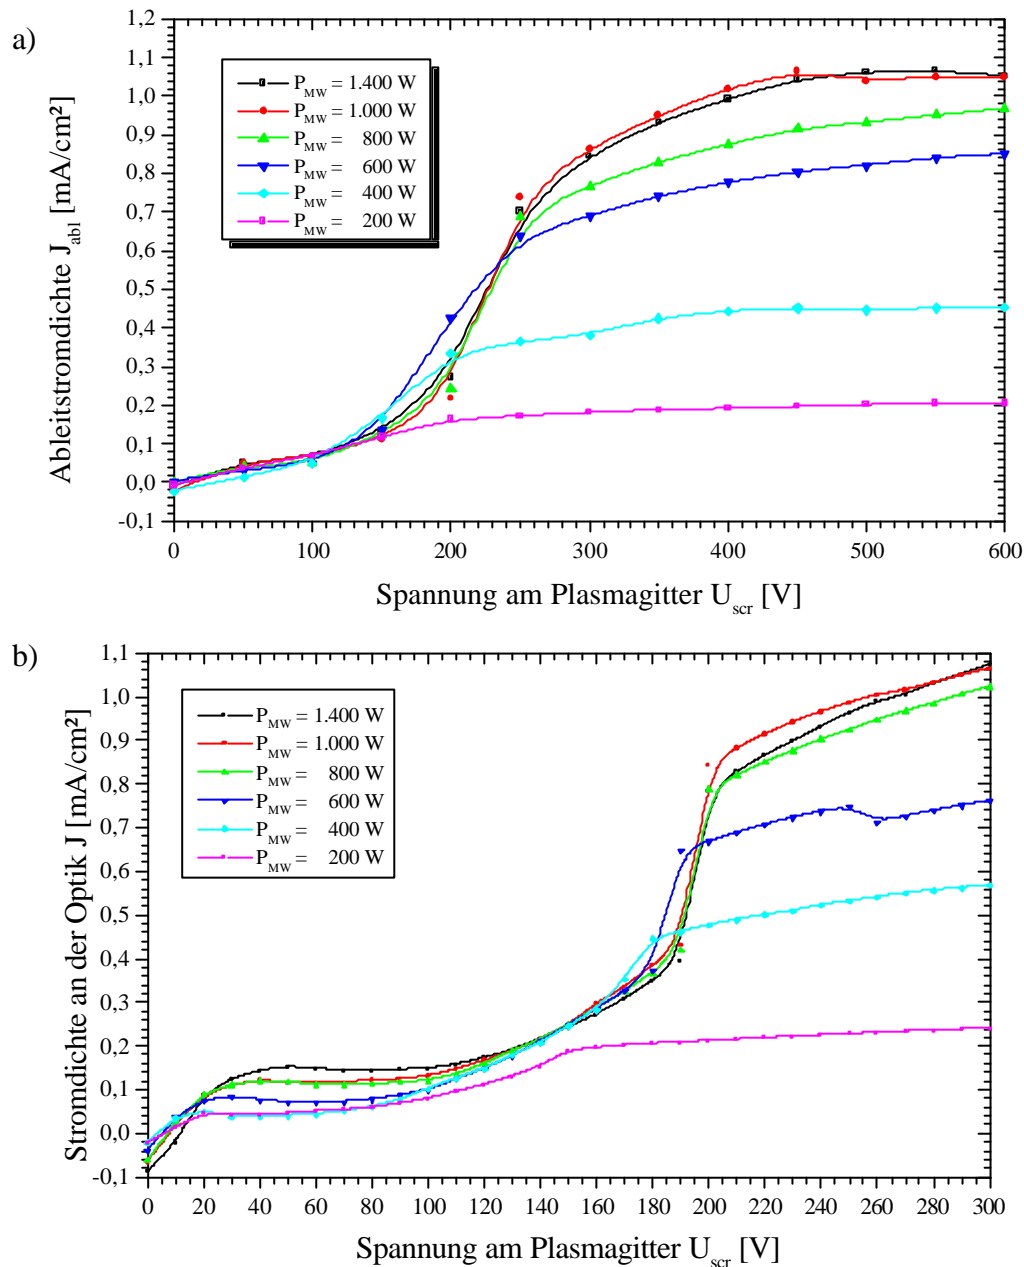 a)
1,2
1,1
1,0
0,9
0,8
0,7
0,6
0,5
0,4
0,3
0,2
0,1
0,0
-0,1
Ableitstromdichte J_abl [mA/cm²]
P_MW = 1.400 W
P_MW = 1.000 W
P_MW = 800 W
P_MW = 600 W
P_MW = 400 W
P_MW = 200 W
0 100 200 300 400 500 600
Spannung am Plasmagitter U_scr [V]
b)
1,1
1,0
0,9
0,8
0,7
0,6
0,5
0,4
0,3
0,2
0,1
0,0
-0,1
Stromdichte an der Optik J [mA/cm²]
P_MW = 1.400 W
P_MW = 1.000 W
P_MW = 800 W
P_MW = 600 W
P_MW = 400 W
P_MW = 200 W
0 20 40 60 80 100 120 140 160 180 200 220 240 260 280 300
Spannung am Plasmagitter U_scr [V]